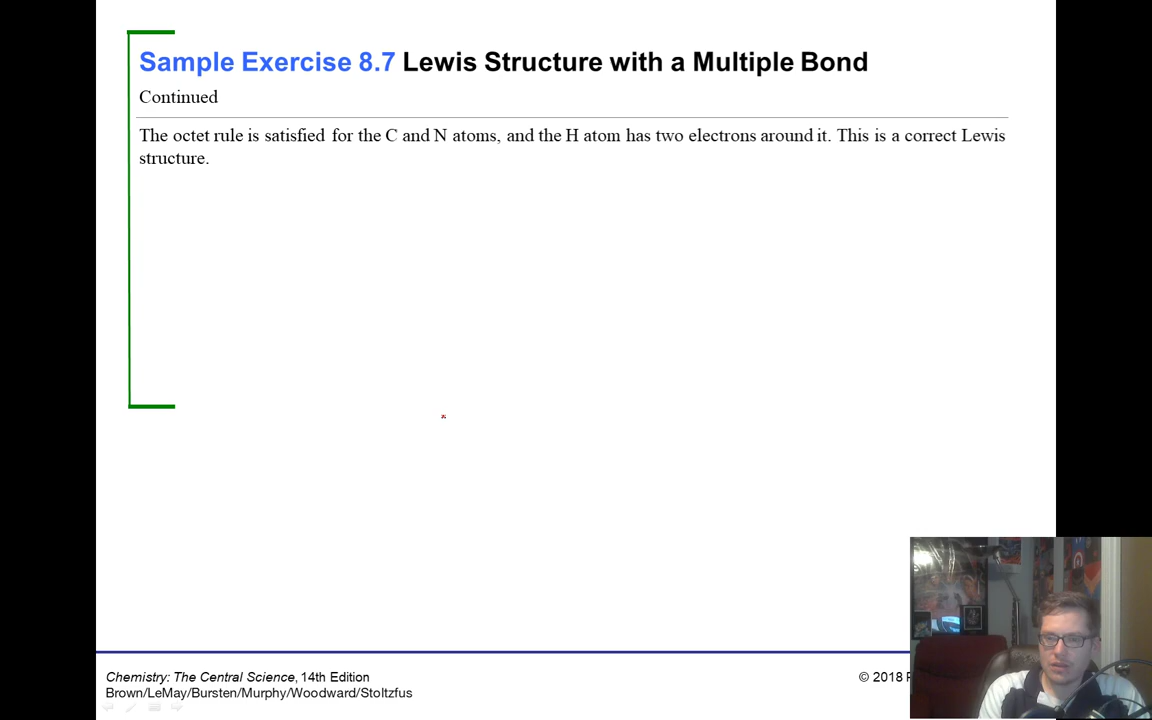 Sample Exercise 8.7 Lewis Structure with a Multiple Bond
Continued
The octet rule is satisfied for the C and N atoms, and the H atom has two electrons around it. This is a correct Lewis
structure.
Chemistry: The Central Science, 14th Edition
Brown/LeMay/Bursten/Murphy/Woodward/Stoltzfus
© 2018